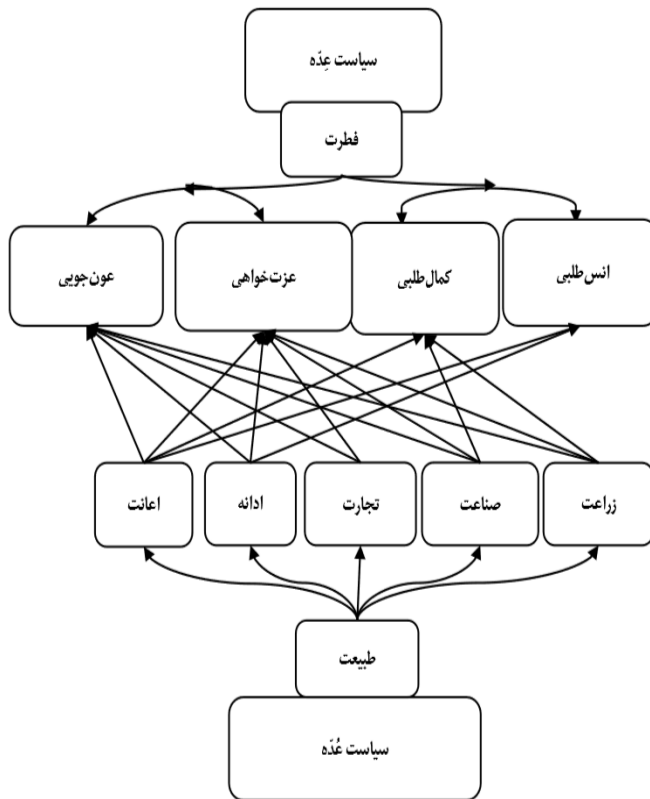 سیاست عِدّه
فطرت
انس‌طلبی
کمال‌طلبی
عزت‌خواهی
عون‌جویی
زراعت
صناعت
تجارت
ادانه
اعانت
طبیعت
سیاست عُدّه